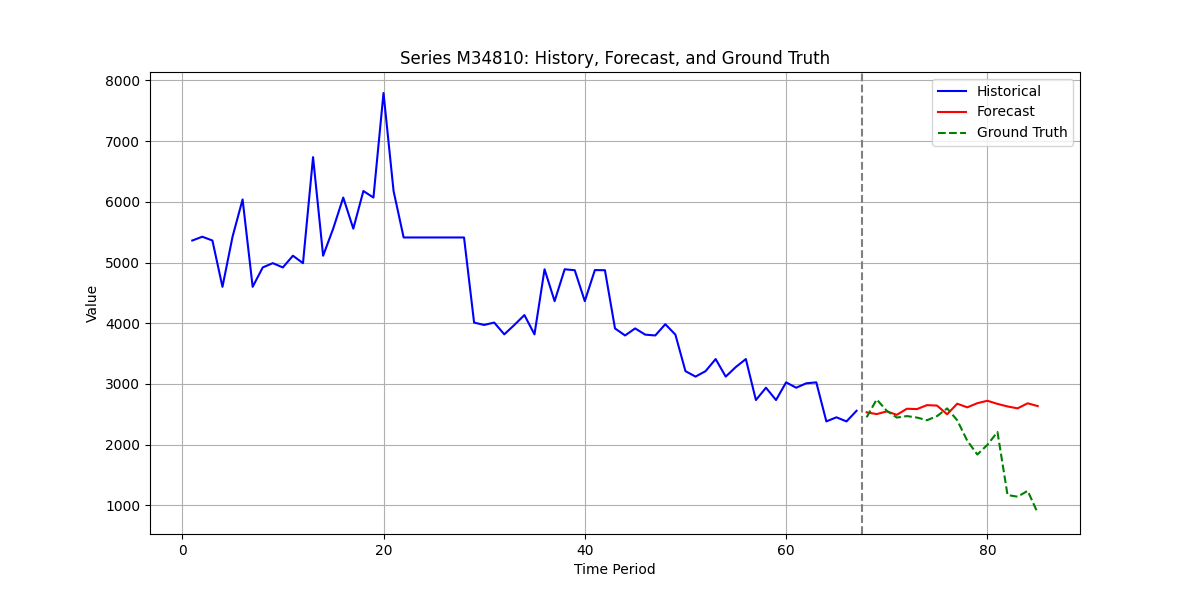 Series M34810: History, Forecast, and Ground Truth
Historical
Forecast
Ground Truth
8000
7000
6000
5000
4000
3000
2000
1000
Value
0 20 40 60 80
Time Period